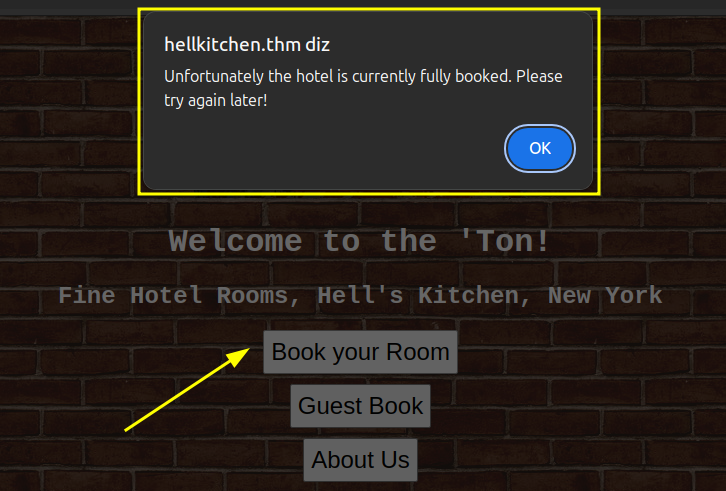 hellkitchen.thm diz
Unfortunately the hotel is currently fully booked. Please
try again later!
OK
Welcome to the 'Ton!
Fine Hotel Rooms, Hell's Kitchen, New York
Book your Room
Guest Book
About Us